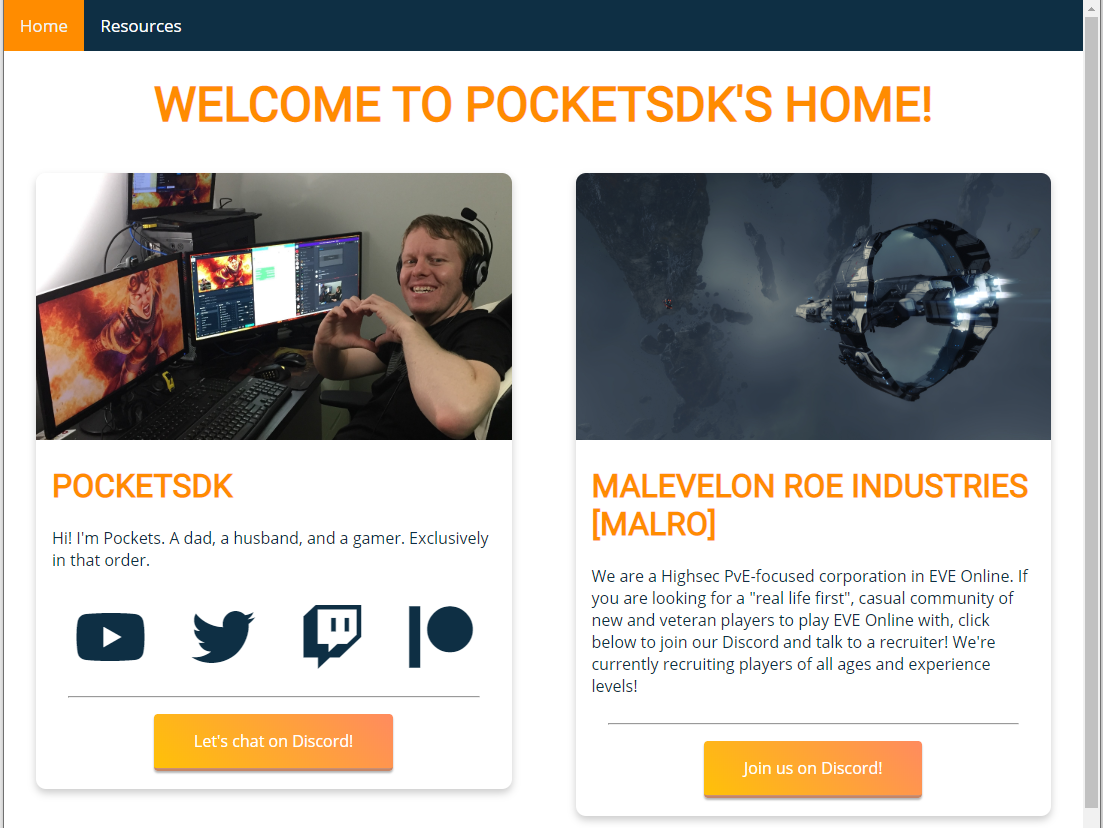 Home
Resources
WELCOME TO POCKETSDK'S HOME!
POCKETSDK
Hi! I'm Pockets. A dad, a husband, and a gamer. Exclusively
in that order.
Let's chat on Discord!
MALEVELON ROE INDUSTRIES
[MALRO]
We are a Highsec PvE-focused corporation in EVE Online. If
you are looking for a "real life first", casual community of
new and veteran players to play EVE Online with, click
below to join our Discord and talk to a recruiter! We're
currently recruiting players of all ages and experience
levels!
Join us on Discord!